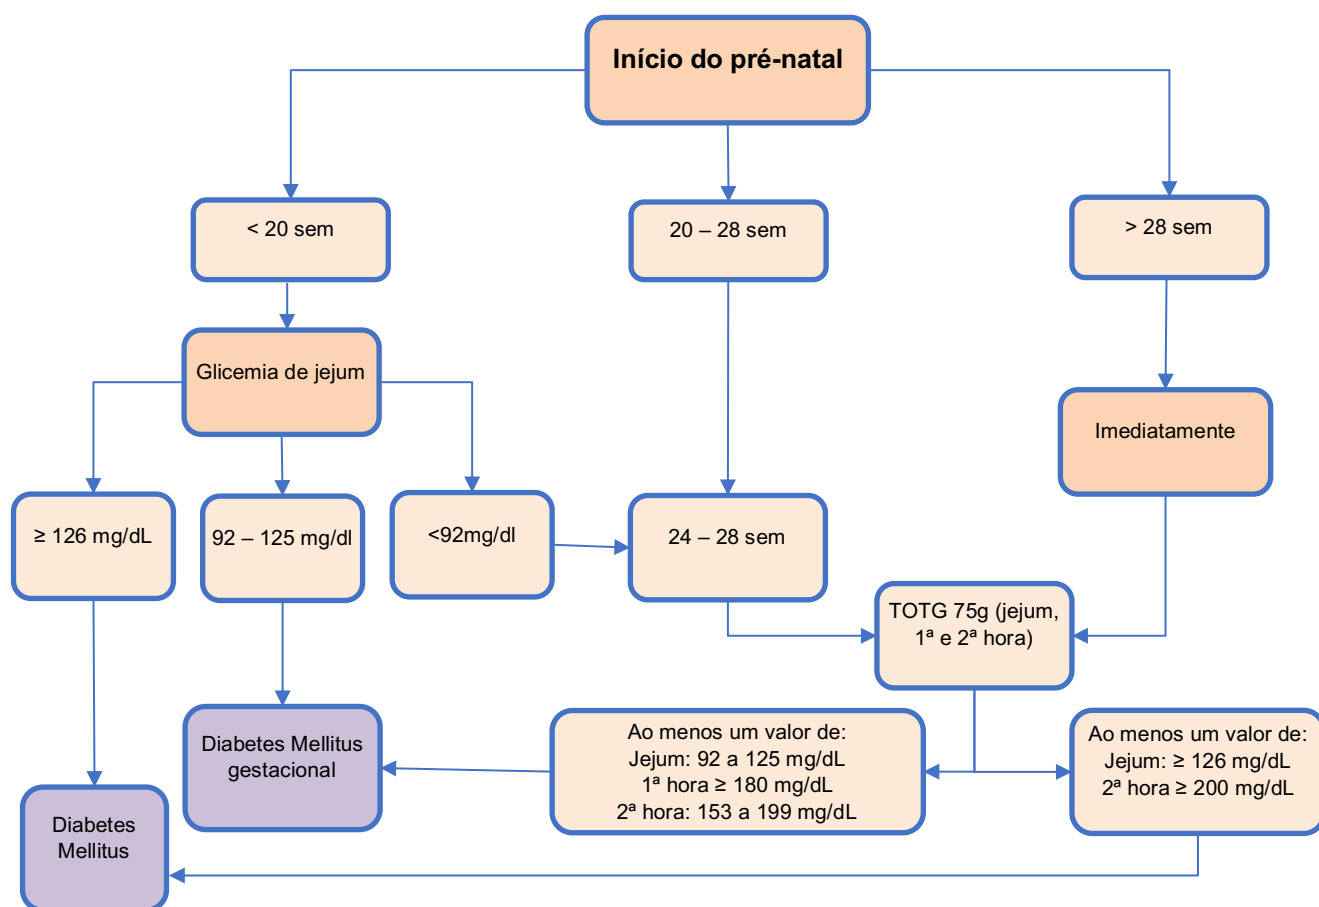 Início do pré-natal
< 20 sem
20 – 28 sem
> 28 sem
Glicemia de jejum
Imediatamente
≥ 126 mg/dL
92 – 125 mg/dl
<92mg/dl
24 – 28 sem
TOTG 75g (jejum,
1ª e 2ª hora)
Diabetes Mellitus
gestacional
Ao menos um valor de:
Jejum: 92 a 125 mg/dL
1ª hora ≥ 180 mg/dL
2ª hora: 153 a 199 mg/dL
Ao menos um valor de:
Jejum: ≥ 126 mg/dL
2ª hora ≥ 200 mg/dL
Diabetes
Mellitus